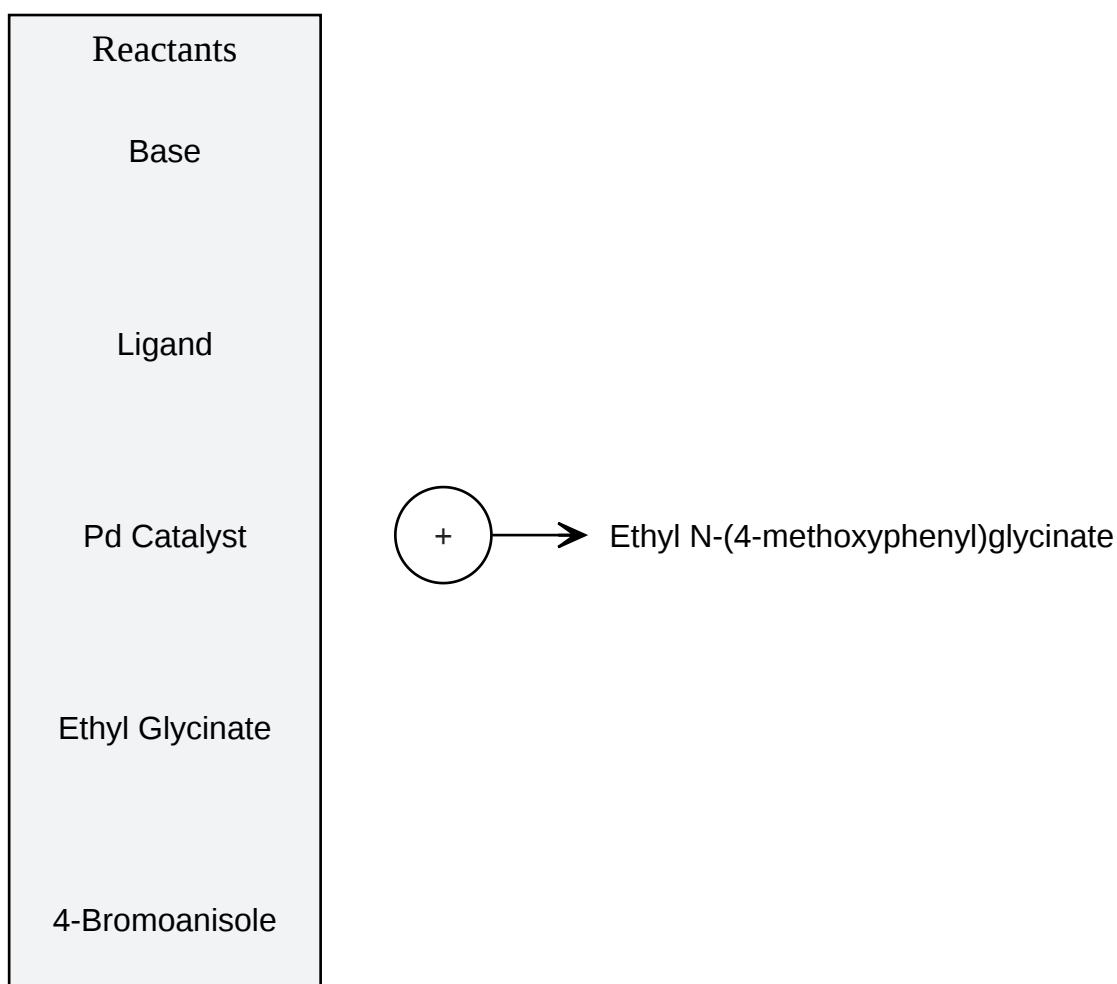 Reactants
Base
Ligand
Pd Catalyst
+
Ethyl N-(4-methoxyphenyl)glycinate
Ethyl Glycinate
4-Bromoanisole